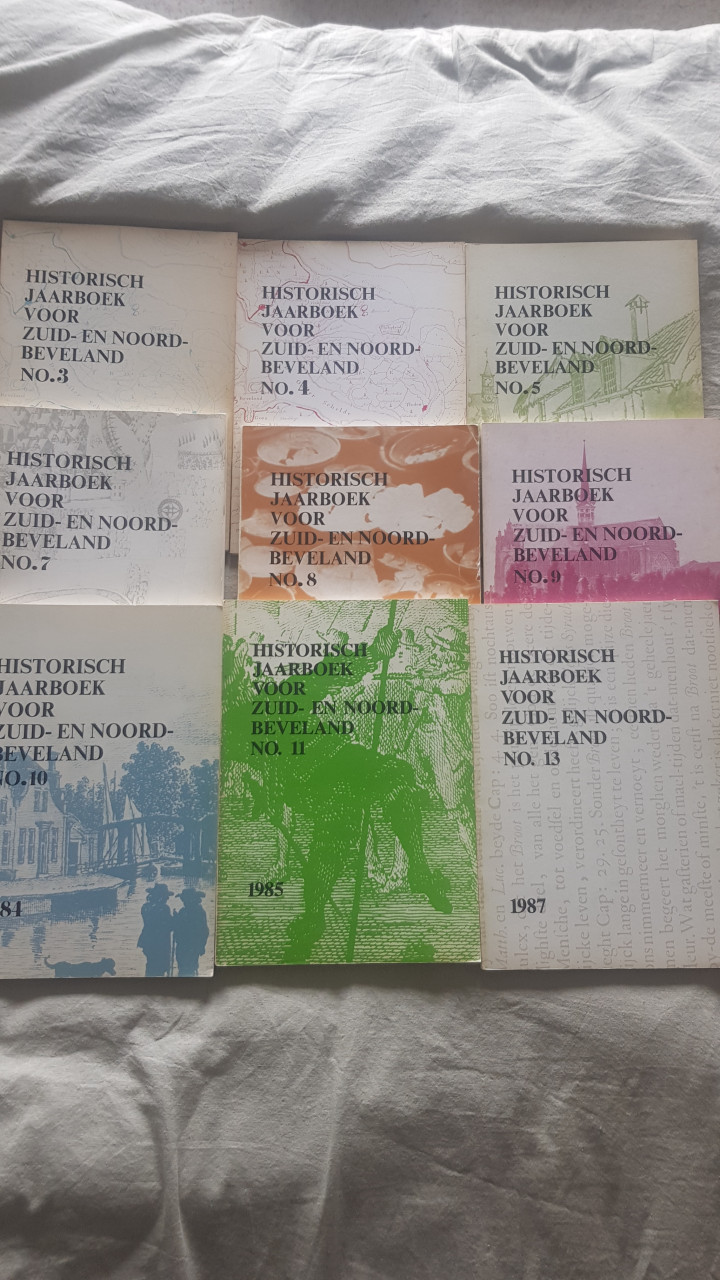 HISTORISCH
JAARBOEK
VOOR
ZUID- EN NOORD-
BEVELAND
NO. 3
HISTORISCH
JAARBOEK
VOOR
ZUID- EN NOORD-
BEVELAND
NO. 4
HISTORISCH
JAARBOEK
VOOR
ZUID- EN NOORD-
BEVELAND
NO. 5
HISTORISCH
JAARBOEK
VOOR
ZUID- EN NOORD-
BEVELAND
NO. 7
HISTORISCH
JAARBOEK
VOOR
ZUID- EN NOORD-
BEVELAND
NO. 8
HISTORISCH
JAARBOEK
VOOR
ZUID- EN NOORD-
BEVELAND
NO. 9
HISTORISCH
JAARBOEK
VOOR
ZUID- EN NOORD-
BEVELAND
NO. 10
84
HISTORISCH
JAARBOEK
VOOR
ZUID- EN NOORD-
BEVELAND
NO. 11
1985
HISTORISCH
JAARBOEK
VOOR
ZUID- EN NOORD-
BEVELAND
NO. 13
1987